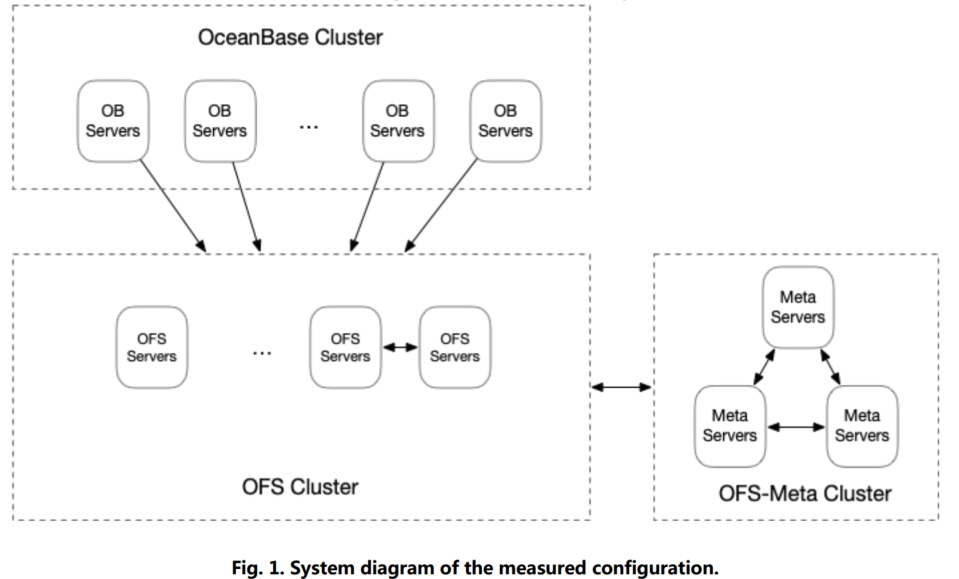 OceanBase Cluster
OB
Servers
OB
Servers
...
OB
Servers
OB
Servers
OFS
Servers
...
OFS
Servers
OFS
Servers
OFS Cluster
Meta
Servers
Meta
Servers
Meta
Servers
OFS-Meta Cluster
Fig. 1. System diagram of the measured configuration.